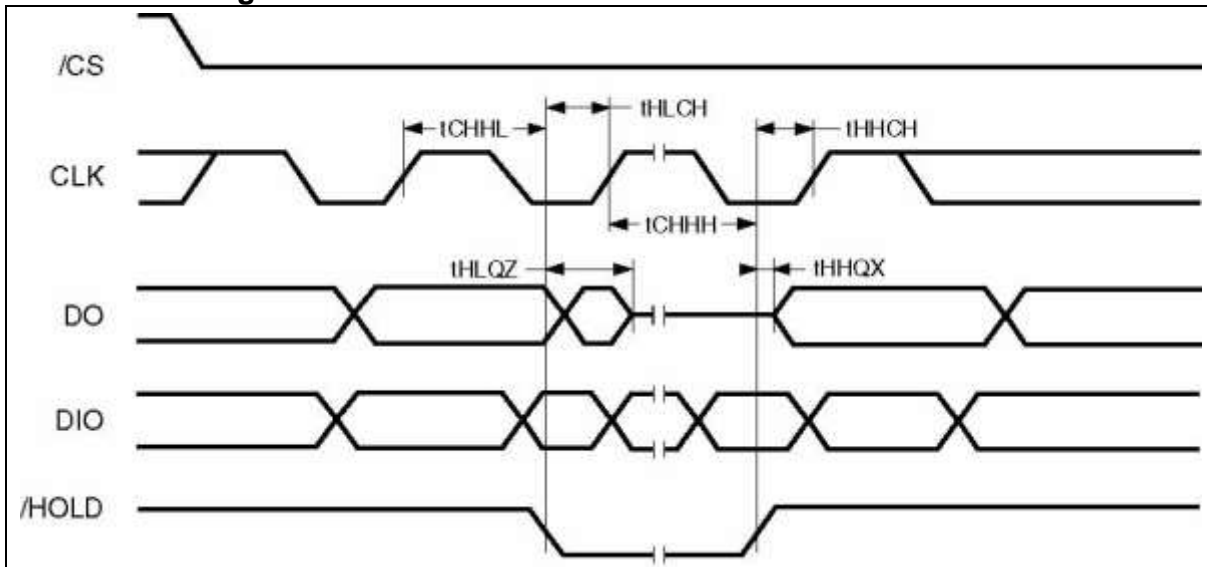 /CS
tHLCH
tCHHL
tHHCH
CLK
tCHHH
tHLQZ
tHHQX
DO
DIO
/HOLD